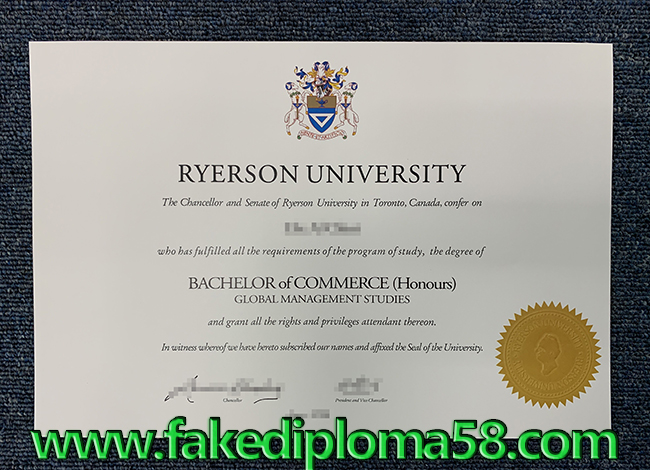 RYERSON UNIVERSITY
The Chancellor and Senate of Ryerson University in Toronto, Canada, confer on
who has fulfilled all the requirements of the program of study, the degree of
BACHELOR of COMMERCE (Honours)
GLOBAL MANAGEMENT STUDIES
and grant all the rights and privileges attendant thereon.
In witness whereof we have hereto subscribed our names and affixed the Seal of the University.
Chancellor
President and Vice Chancellor
www.fakediploma58.com